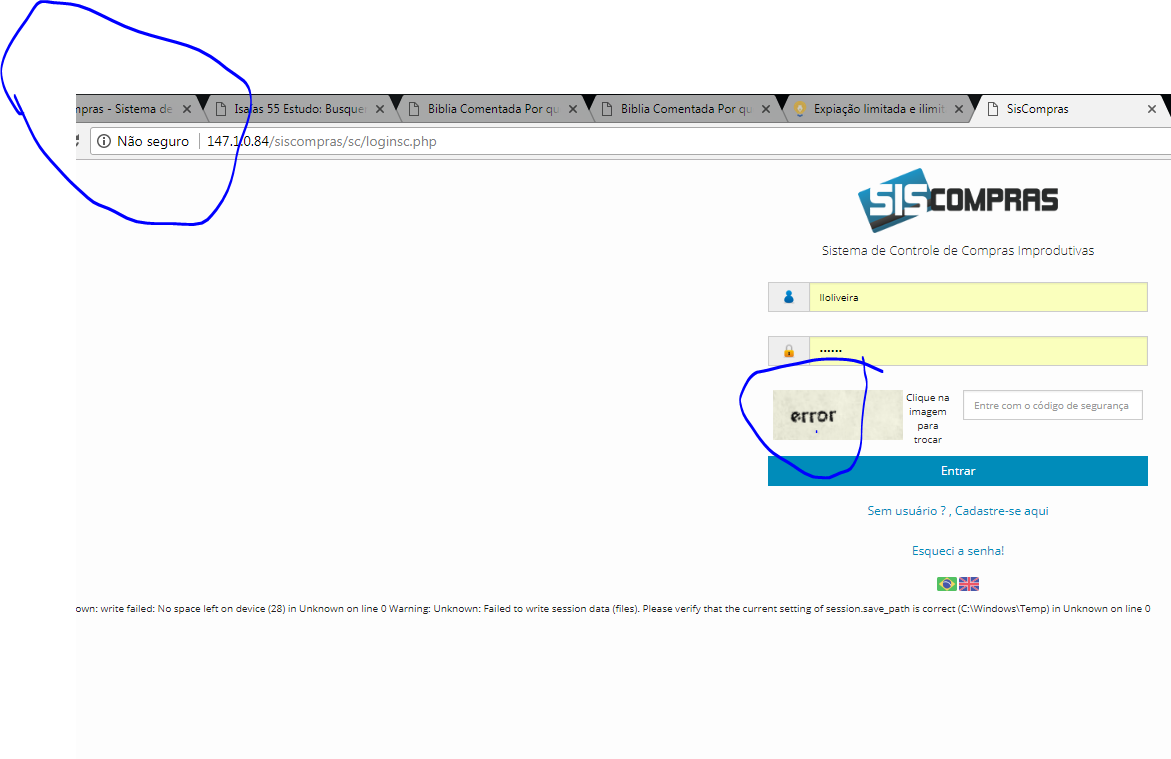 mpras - Sistema de
Isaías 55 Estudo: Busque
Biblia Comentada Por qu
Biblia Comentada Por qu
Expiação limitada e ilimit
SisCompras
Não seguro
147.1.0.84/siscompras/sc/loginsc.php
SISCOMPRAS
Sistema de Controle de Compras Improdutivas
lloliveira
error
Clique na
imagem
para
trocar
Entre com o código de segurança
Entrar
Sem usuário ? , Cadastre-se aqui
Esqueci a senha!
own: write failed: No space left on device (28) in Unknown on line 0 Warning: Unknown: Failed to write session data (files). Please verify that the current setting of session.save_path is correct (C:\Windows\Temp) in Unknown on line 0